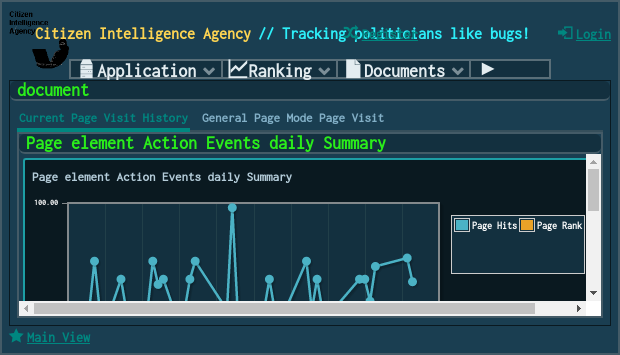 Citizen
Intelligence
Agency
Citizen Intelligence Agency // Tracking politicians like bugs!
Register
Login
Application
Ranking
Documents
document
Current Page Visit History
General Page Mode Page Visit
Page element Action Events daily Summary
Page element Action Events daily Summary
100.00
Page Hits
Page Rank
Main View